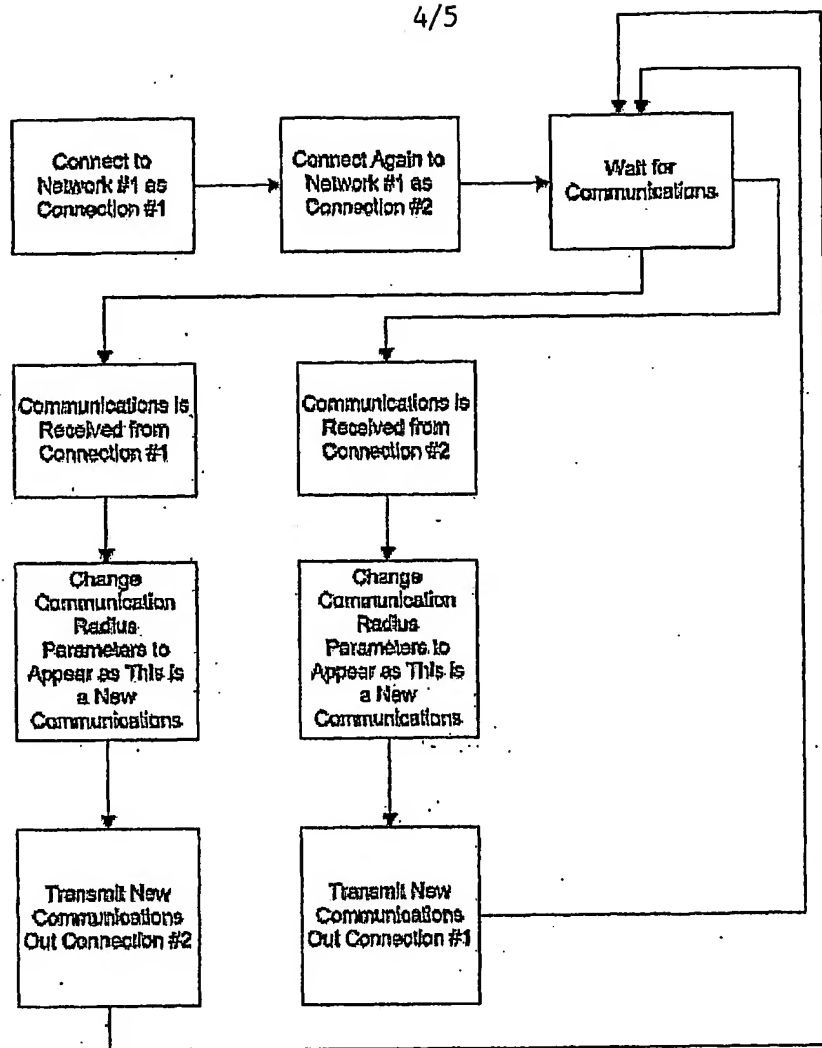 4/5
Connect to
Network #1 as
Connection #1
Connect Again to
Network #1 as
Connection #2
Wait for
Communications.
Communications is
Received from
Connection #1
Communications is
Received from
Connection #2
Change
Communication
Radius
Parameters to
Appear as This is
a New
Communications.
Change
Communication
Radius
Parameters to
Appear as This is
a New
Communications.
Transmit New
Communications
Out Connection #2
Transmit New
Communications
Out Connection #1